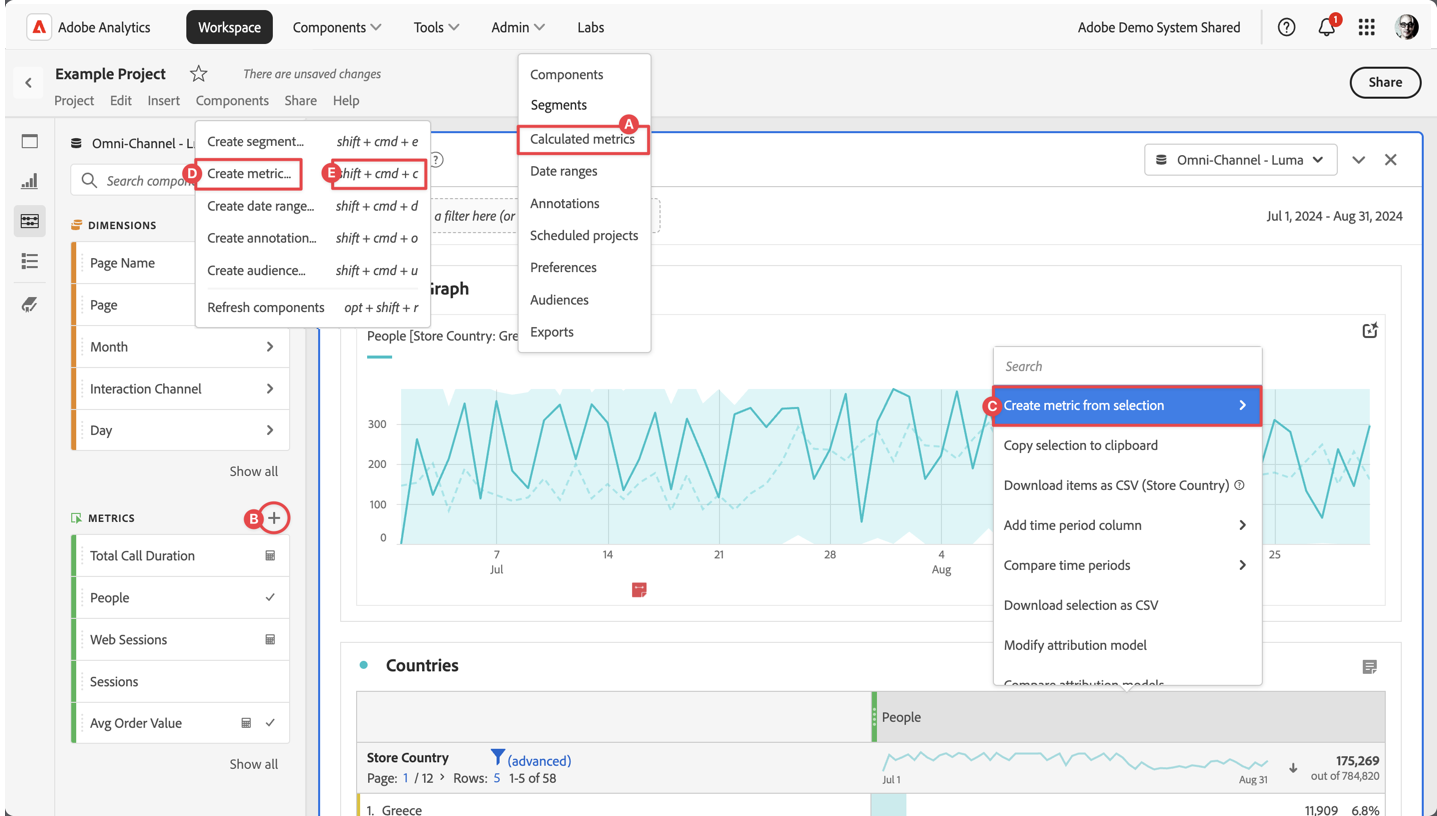 Adobe Analytics
Workspace
Components
Tools
Admin
Labs
Adobe Demo System Shared
1
Example Project
There are unsaved changes
Share
Project Edit Insert Components Share Help
Omni-Channel - L
Search compo
DIMENSIONS
Page Name
Page
Month
Interaction Channel
Day
Show all
B
METRICS
Total Call Duration
People
Web Sessions
Sessions
Avg Order Value
Show all
Create segment... shift + cmd + e
D Create metric... E shift + cmd + c
Create date range... shift + cmd + d
Create annotation... shift + cmd + o
Create audience... shift + cmd + u
Refresh components opt + shift + r
Components
Segments
A
Calculated metrics
Date ranges
Annotations
Scheduled projects
Preferences
Audiences
Exports
Omni-Channel - Luma
a filter here (or
Jul 1, 2024 - Aug 31, 2024
Graph
People [Store Country: Gre
300
200
100
0
7 14 21 28 4 25
Jul Aug
Search
C Create metric from selection
Copy selection to clipboard
Download items as CSV (Store Country)
Add time period column
Compare time periods
Download selection as CSV
Modify attribution model
Compare attribution models
Countries
People
Store Country (advanced)
Page: 1 / 12 > Rows: 5 1-5 of 58
Jul 1 Aug 31
175,269
out of 784,820
1. Greece 11,909 6.8%